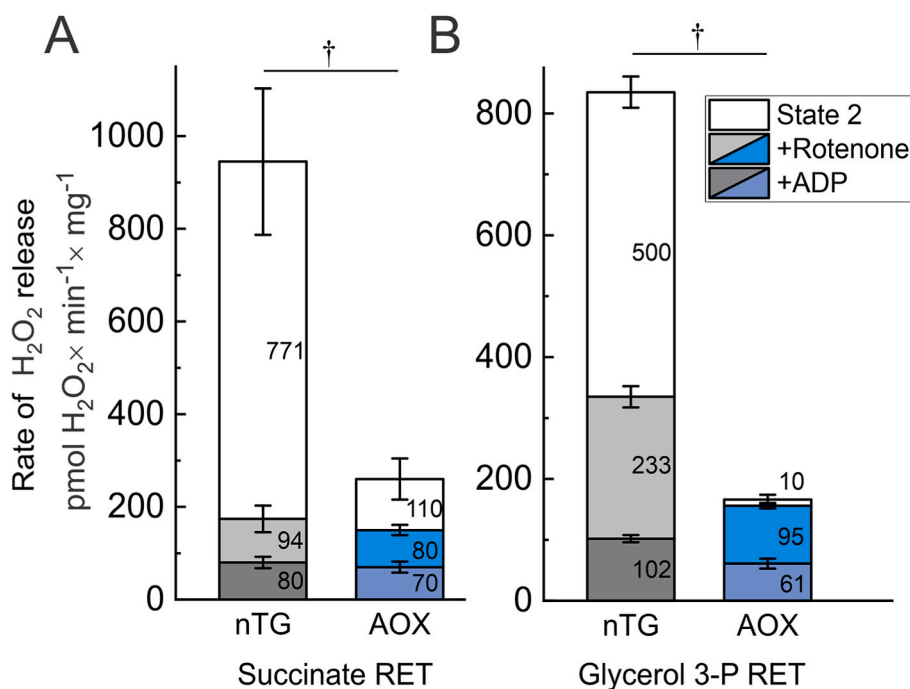 A
†
Rate of H₂O₂ release
pmol H₂O₂× min⁻¹× mg⁻¹
1000
800
600
400
200
0
771
94
80
110
80
70
nTG
AOX
Succinate RET
B
†
State 2
+Rotenone
+ADP
800
600
400
200
0
500
233
102
10
95
61
nTG
AOX
Glycerol 3-P RET